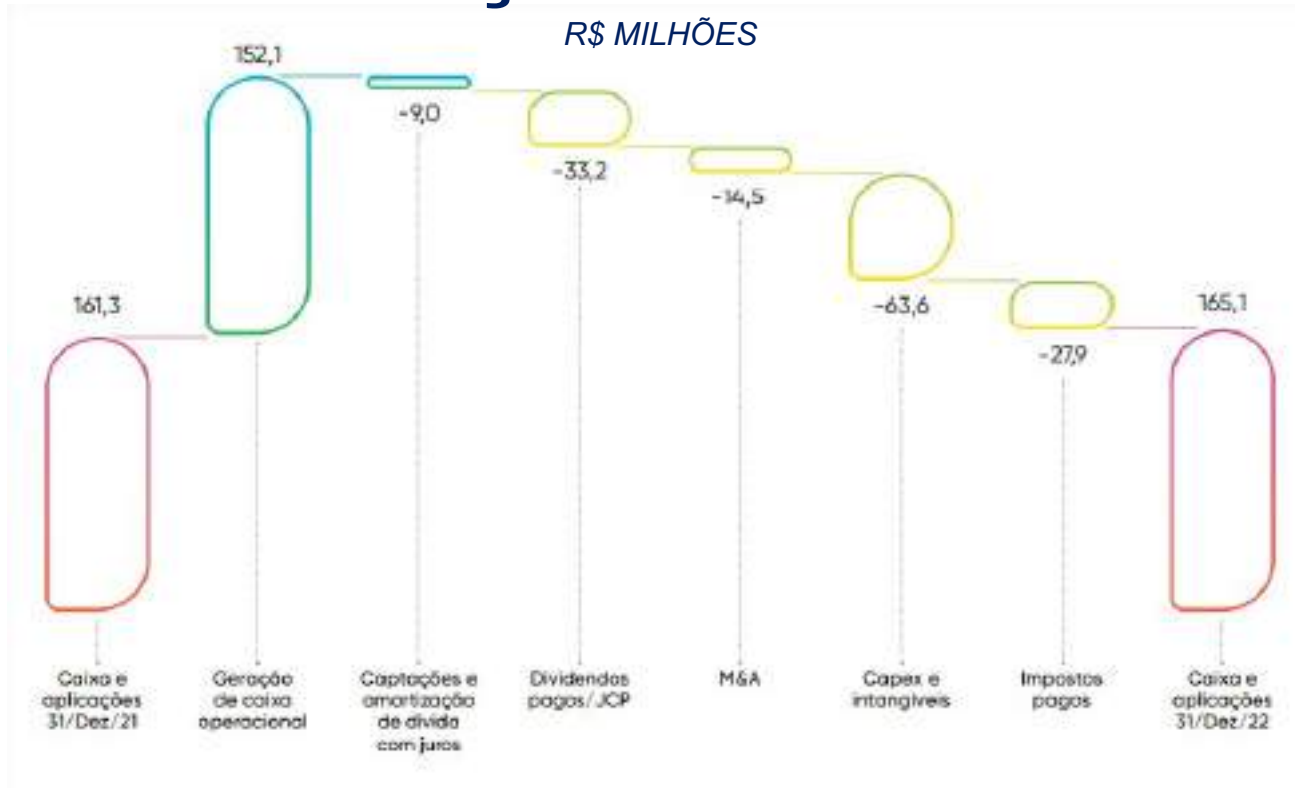 R$ MILHÕES
152,1
-9,0
-33,2
-14,5
161,3
-63,6
165,1
-27,9
Caixa e
aplicações
31/Dez/21
Geração
de caixa
operacional
Captações e
amortização
de dívida
com juros
Dividendos
pagos/JCP
M&A
Capex e
intangíveis
Impostos
pagos
Caixa e
aplicações
31/Dez/22